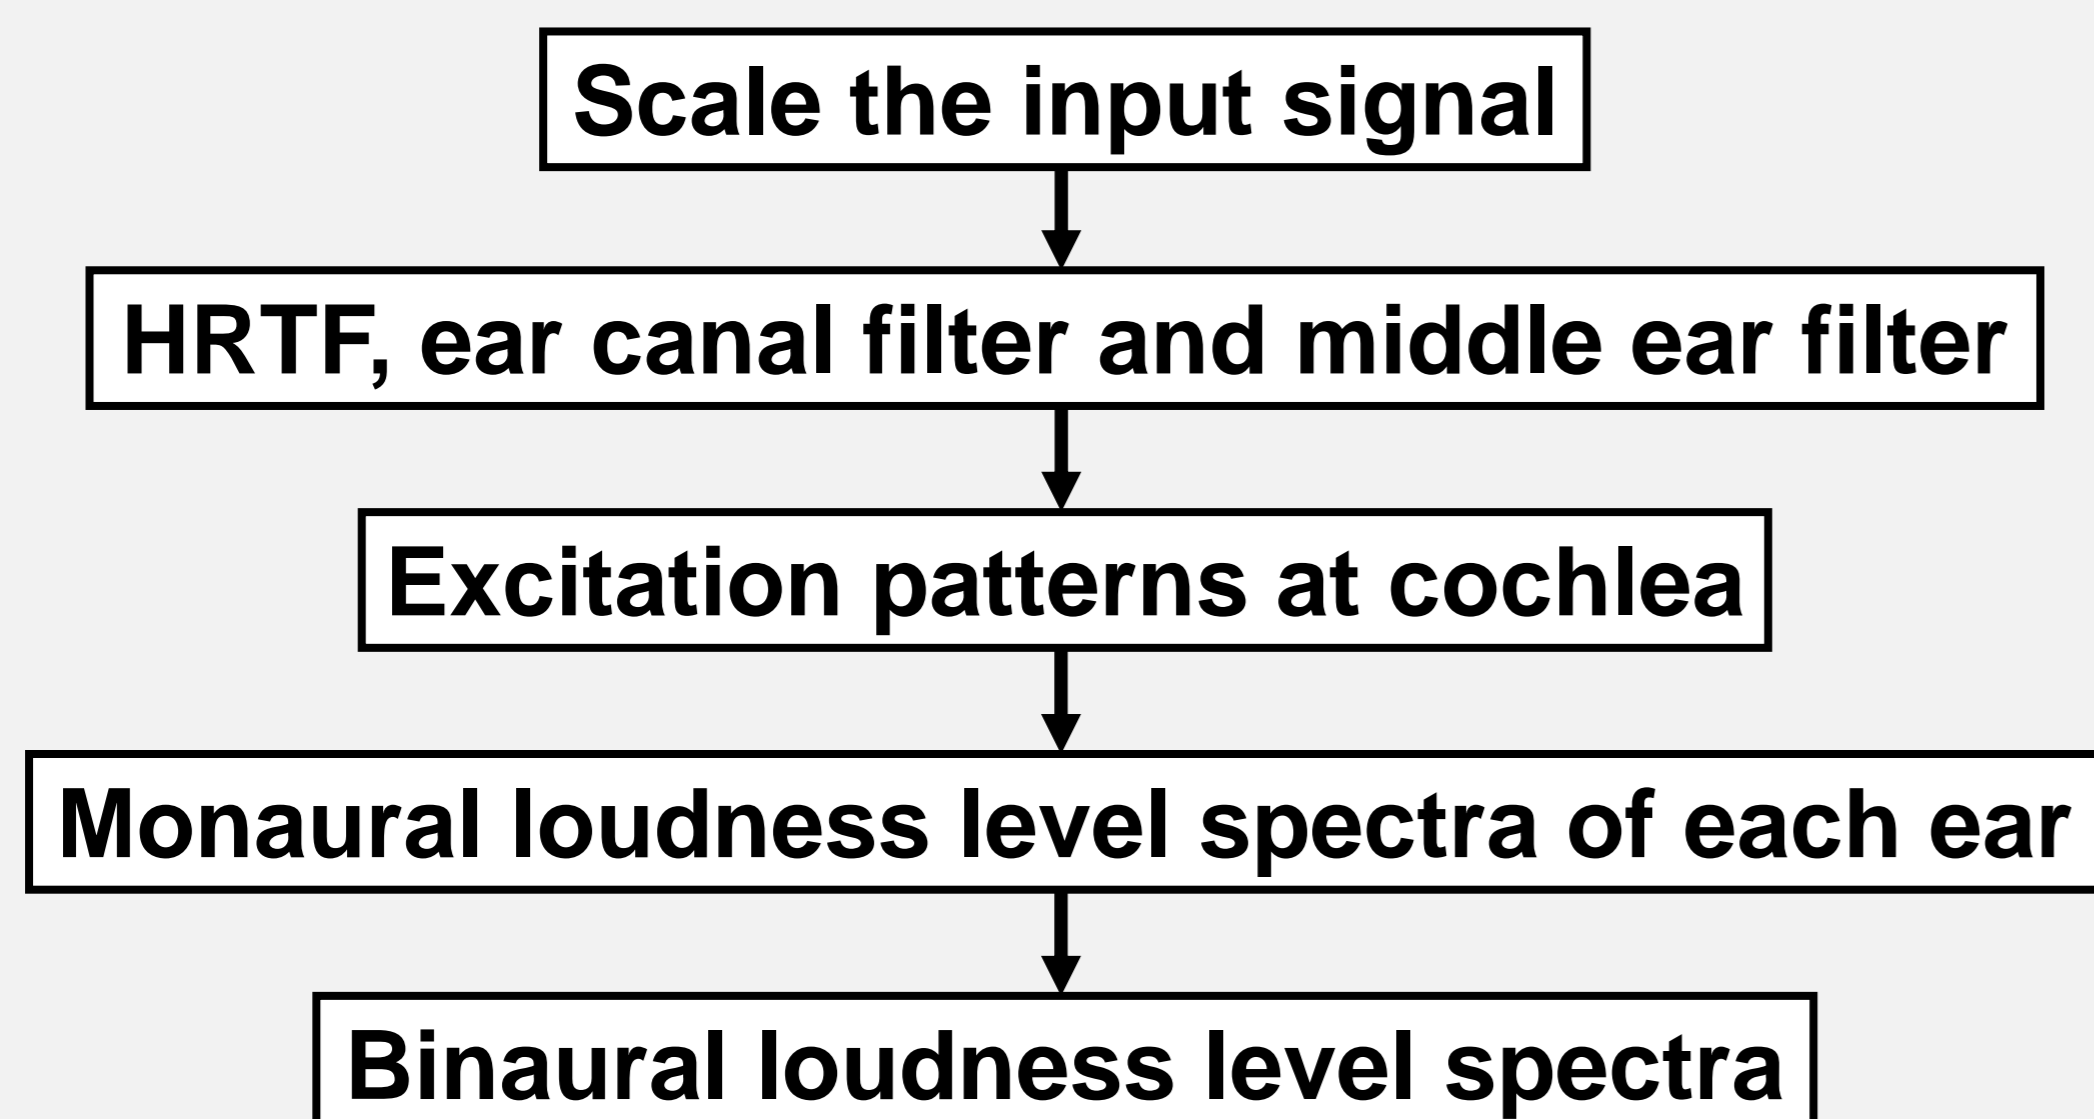 Scale the input signal
HRTF, ear canal filter and middle ear filter
Excitation patterns at cochlea
Monaural loudness level spectra of each ear
Binaural loudness level spectra